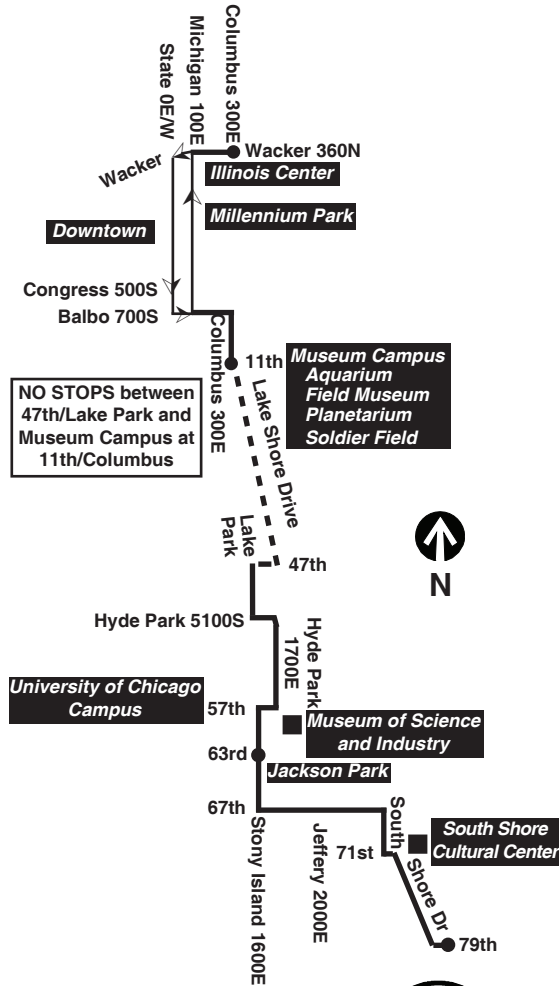 State 0E/W
Michigan 100E
Columbus 300E
Wacker
Wacker 360N
Illinois Center
Millennium Park
Downtown
Congress 500S
Balbo 700S
Columbus 300E
11th
Museum Campus
Aquarium
Field Museum
Planetarium
Soldier Field
NO STOPS between
47th/Lake Park and
Museum Campus at
11th/Columbus
Lake Shore Drive
Lake
Park
47th
N
Hyde Park 5100S
Hyde Park
1700E
University of Chicago
Campus
57th
Museum of Science
and Industry
63rd
Jackson Park
67th
Stony Island 1600E
Jeffery 2000E
South
Shore Dr
71st
South Shore
Cultural Center
79th